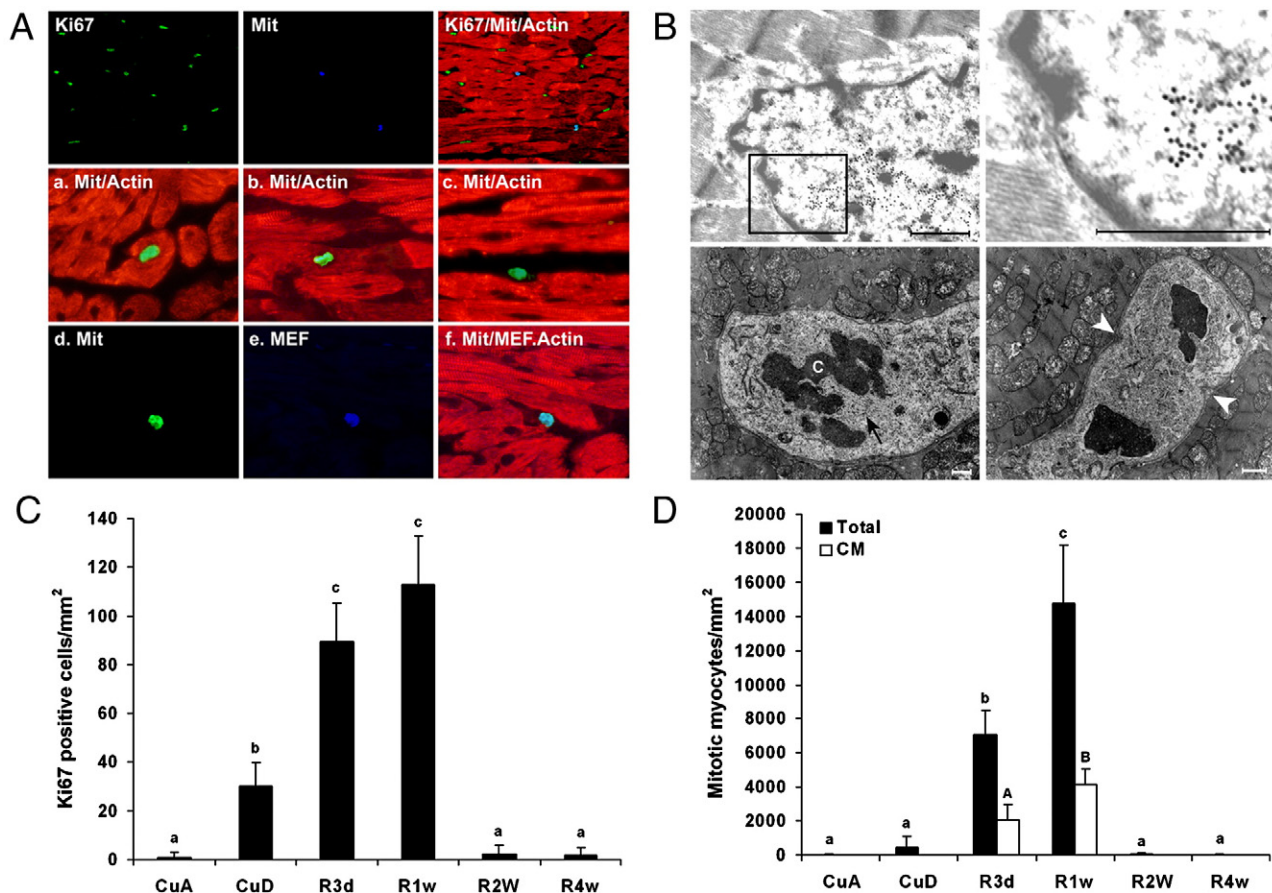 A
Ki67
Mit
Ki67/Mit/Actin
a. Mit/Actin
b. Mit/Actin
c. Mit/Actin
d. Mit
e. MEF
f. Mit/MEF.Actin
B
C
C
Ki67 positive cells/mm²
140
120
100
80
60
40
20
0
a
b
c
c
a
a
CuA CuD R3d R1w R2W R4w
D
Mitotic myocytes/mm²
20000
18000
16000
14000
12000
10000
8000
6000
4000
2000
0
Total
CM
a
a
b
A
c
B
a
a
CuA CuD R3d R1w R2W R4w